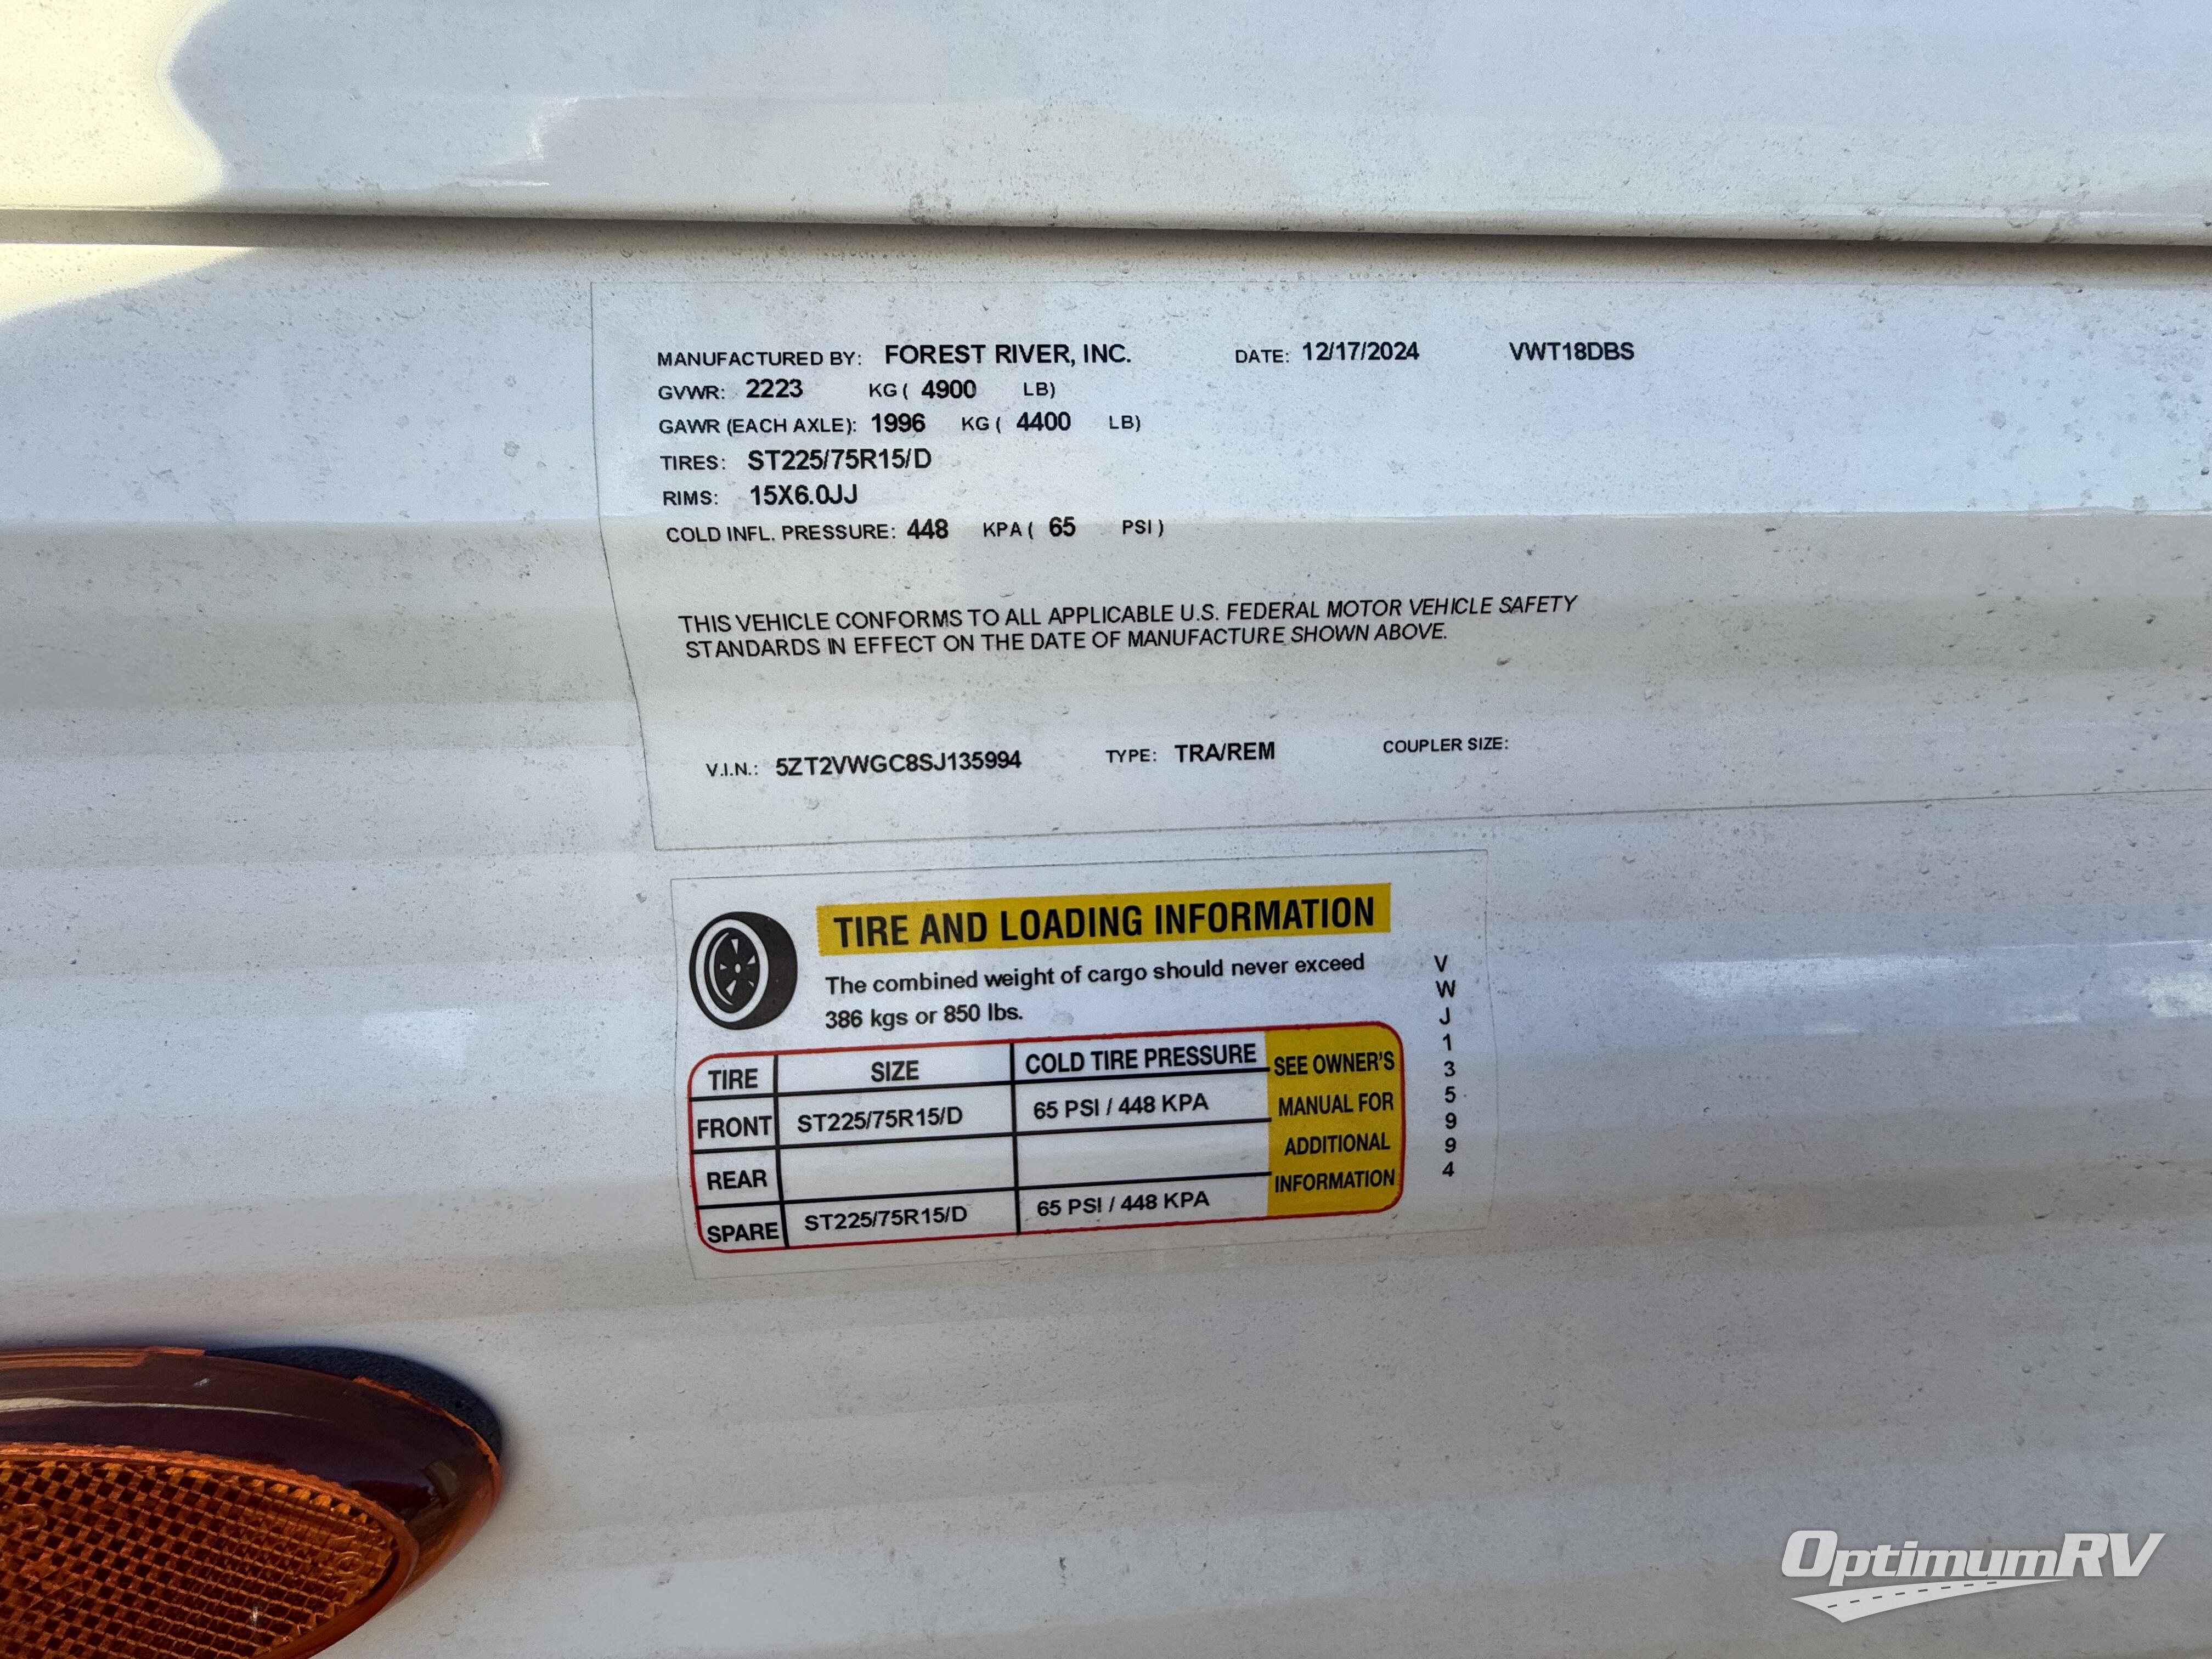 MANUFACTURED BY: FOREST RIVER, INC. DATE: 12/17/2024 VWT18DBS
GVWR: 2223 KG ( 4900 LB)
GAWR (EACH AXLE): 1996 KG ( 4400 LB)
TIRES: ST225/75R15/D
RIMS: 15X6.0JJ
COLD INFL. PRESSURE: 448 KPA ( 65 PSI )
THIS VEHICLE CONFORMS TO ALL APPLICABLE U.S. FEDERAL MOTOR VEHICLE SAFETY
STANDARDS IN EFFECT ON THE DATE OF MANUFACTURE SHOWN ABOVE.
V.I.N.: 5ZT2VWGC8SJ135994 TYPE: TRA/REM COUPLER SIZE:
TIRE AND LOADING INFORMATION
The combined weight of cargo should never exceed
386 kgs or 850 lbs.
TIRE SIZE COLD TIRE PRESSURE
FRONT ST225/75R15/D 65 PSI / 448 KPA
REAR
SPARE ST225/75R15/D 65 PSI / 448 KPA
SEE OWNER'S
MANUAL FOR
ADDITIONAL
INFORMATION
VWJ135994
OptimumRV